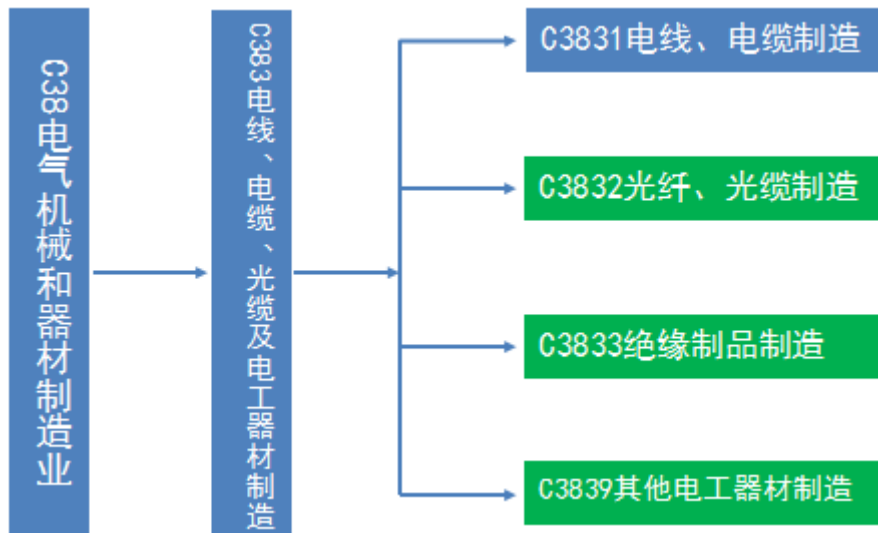 C38电气机械和器材制造业
C383电线、电缆、光缆及电工器材制造
C3831电线、电缆制造
C3832光纤、光缆制造
C3833绝缘制品制造
C3839其他电工器材制造